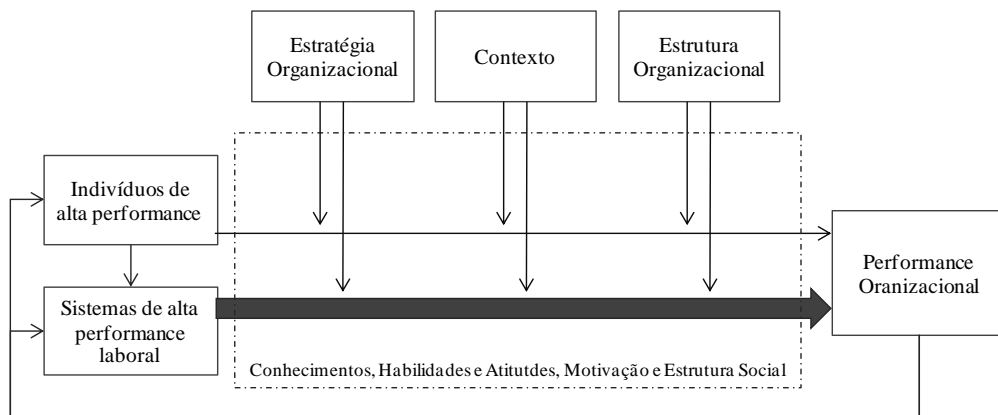 Estratégia
Organizacional
Contexto
Estrutura
Organizacional
Indivíduos de
alta performance
Sistemas de alta
performance
laboral
Performance
Oranizacional
Conhecimentos, Habilidades e Atitutdes, Motivação e Estrutura Social